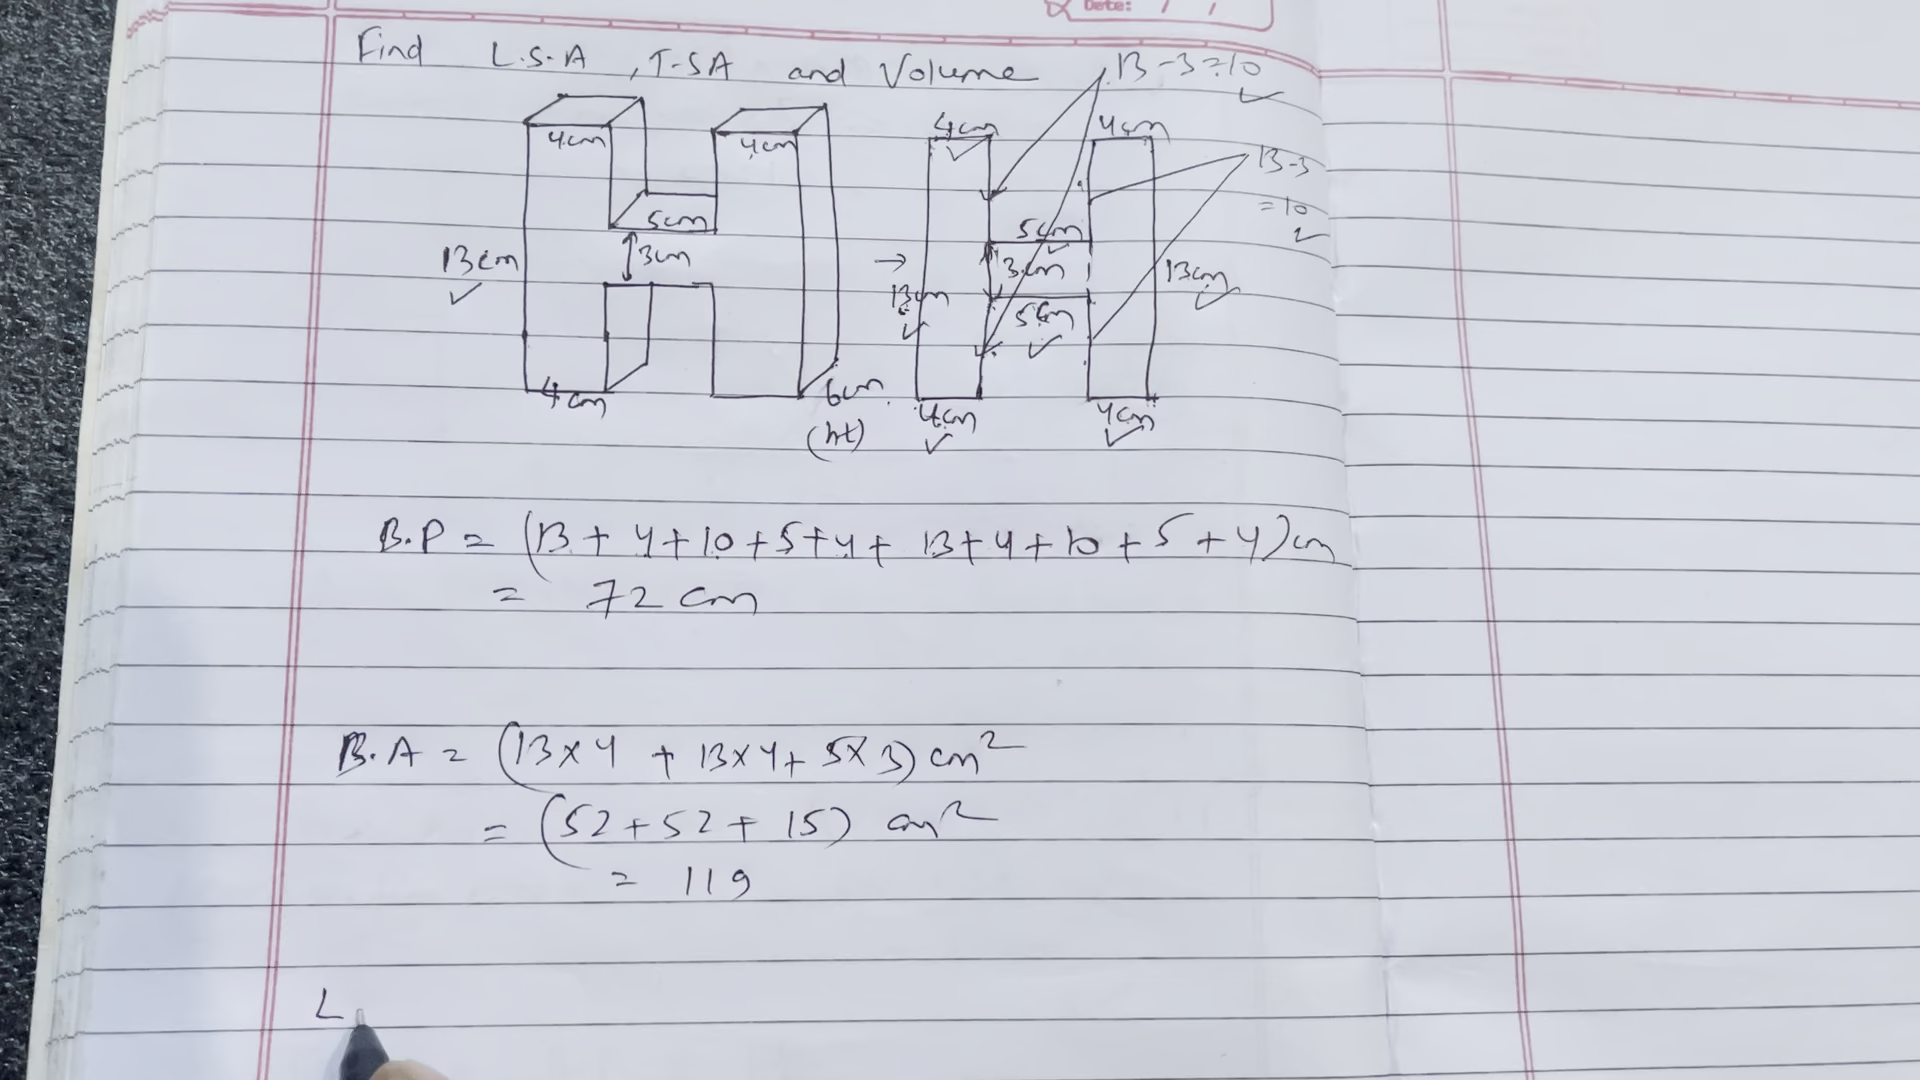 Date: / /
Find L.S.A , T.S.A and Volume
13 - 3 = 10
4cm 4cm
5cm
3cm
13cm
4cm
6cm
(ht)
→
4cm 4cm
13 - 3
= 10
5cm
3cm
13cm
13cm
5cm
4cm 4cm
B.P = (13 + 4 + 10 + 5 + 4 + 13 + 4 + 10 + 5 + 4) cm
= 72 cm
B.A = (13 x 4 + 13 x 4 + 5 x 3) cm²
= (52 + 52 + 15) cm²
= 119
L